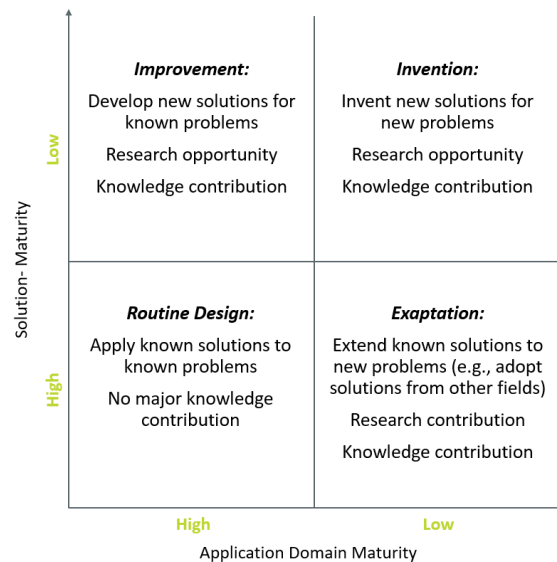 Improvement:
Develop new solutions for
known problems
Research opportunity
Knowledge contribution
Invention:
Invent new solutions for
new problems
Research opportunity
Knowledge contribution
Low
Solution- Maturity
High
Routine Design:
Apply known solutions to
known problems
No major knowledge
contribution
Exaptation:
Extend known solutions to
new problems (e.g., adopt
solutions from other fields)
Research contribution
Knowledge contribution
High
Low
Application Domain Maturity